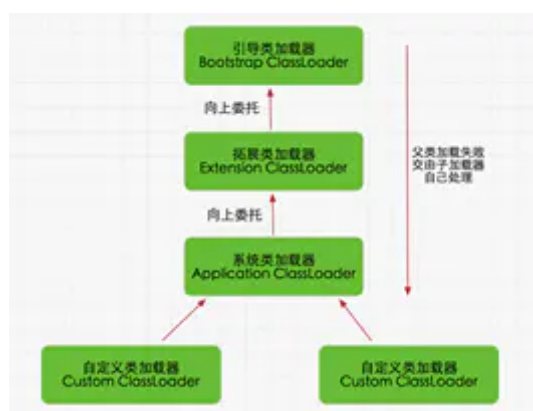 引导类加载器
Bootstrap ClassLoader
向上委托
父类加载失败
交由子加载器
自己处理
拓展类加载器
Extension ClassLoader
向上委托
系统类加载器
Application ClassLoader
自定义类加载器
Custom ClassLoader
自定义类加载器
Custom ClassLoader